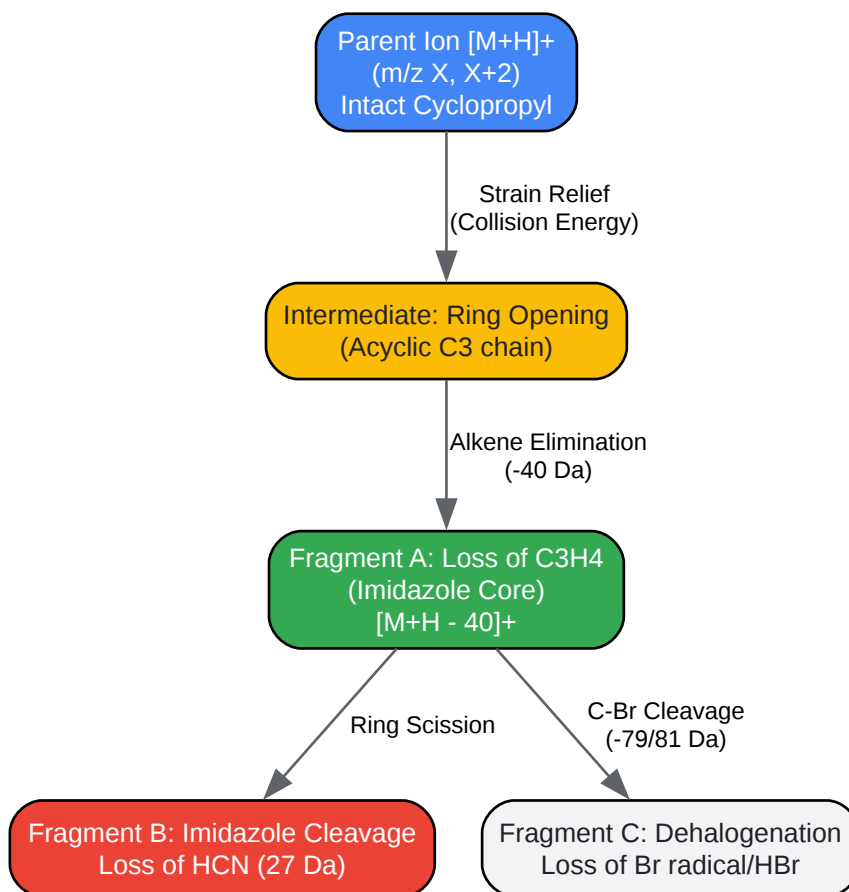 Parent Ion [M+H]+
(m/z X, X+2)
Intact Cyclopropyl
Strain Relief
(Collision Energy)
Intermediate: Ring Opening
(Acyclic C3 chain)
Alkene Elimination
(-40 Da)
Fragment A: Loss of C3H4
(Imidazole Core)
[M+H - 40]+
Ring Scission
C-Br Cleavage
(-79/81 Da)
Fragment B: Imidazole Cleavage
Loss of HCN (27 Da)
Fragment C: Dehalogenation
Loss of Br radical/HBr